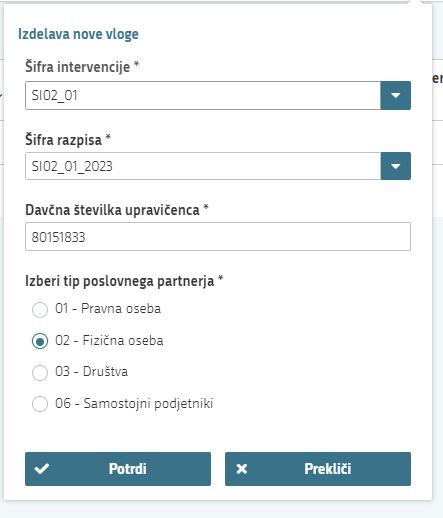 Izdelava nove vloge
Šifra intervencije *
SI02_01
Šifra razpisa *
SI02_01_2023
Davčna številka upravičenca *
80151833
Izberi tip poslovnega partnerja *
01 - Pravna oseba
02 - Fizična oseba
03 - Društva
06 - Samostojni podjetniki
Potrdi
Prekliči